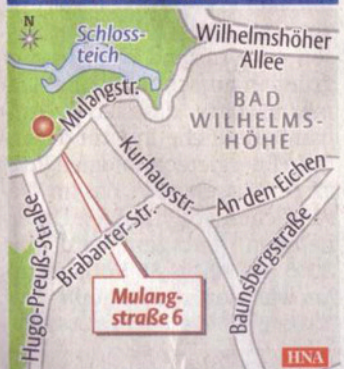 N
Schloss-
teich
Wilhelmshöher
Allee
Mulangstr.
BAD
WILHELMS-
HÖHE
Kurhausstr.
An den Eichen
Hugo-Preuß-Straße
Brabanter Str.
Baunsbergstraße
Mulang-
straße 6
HNA